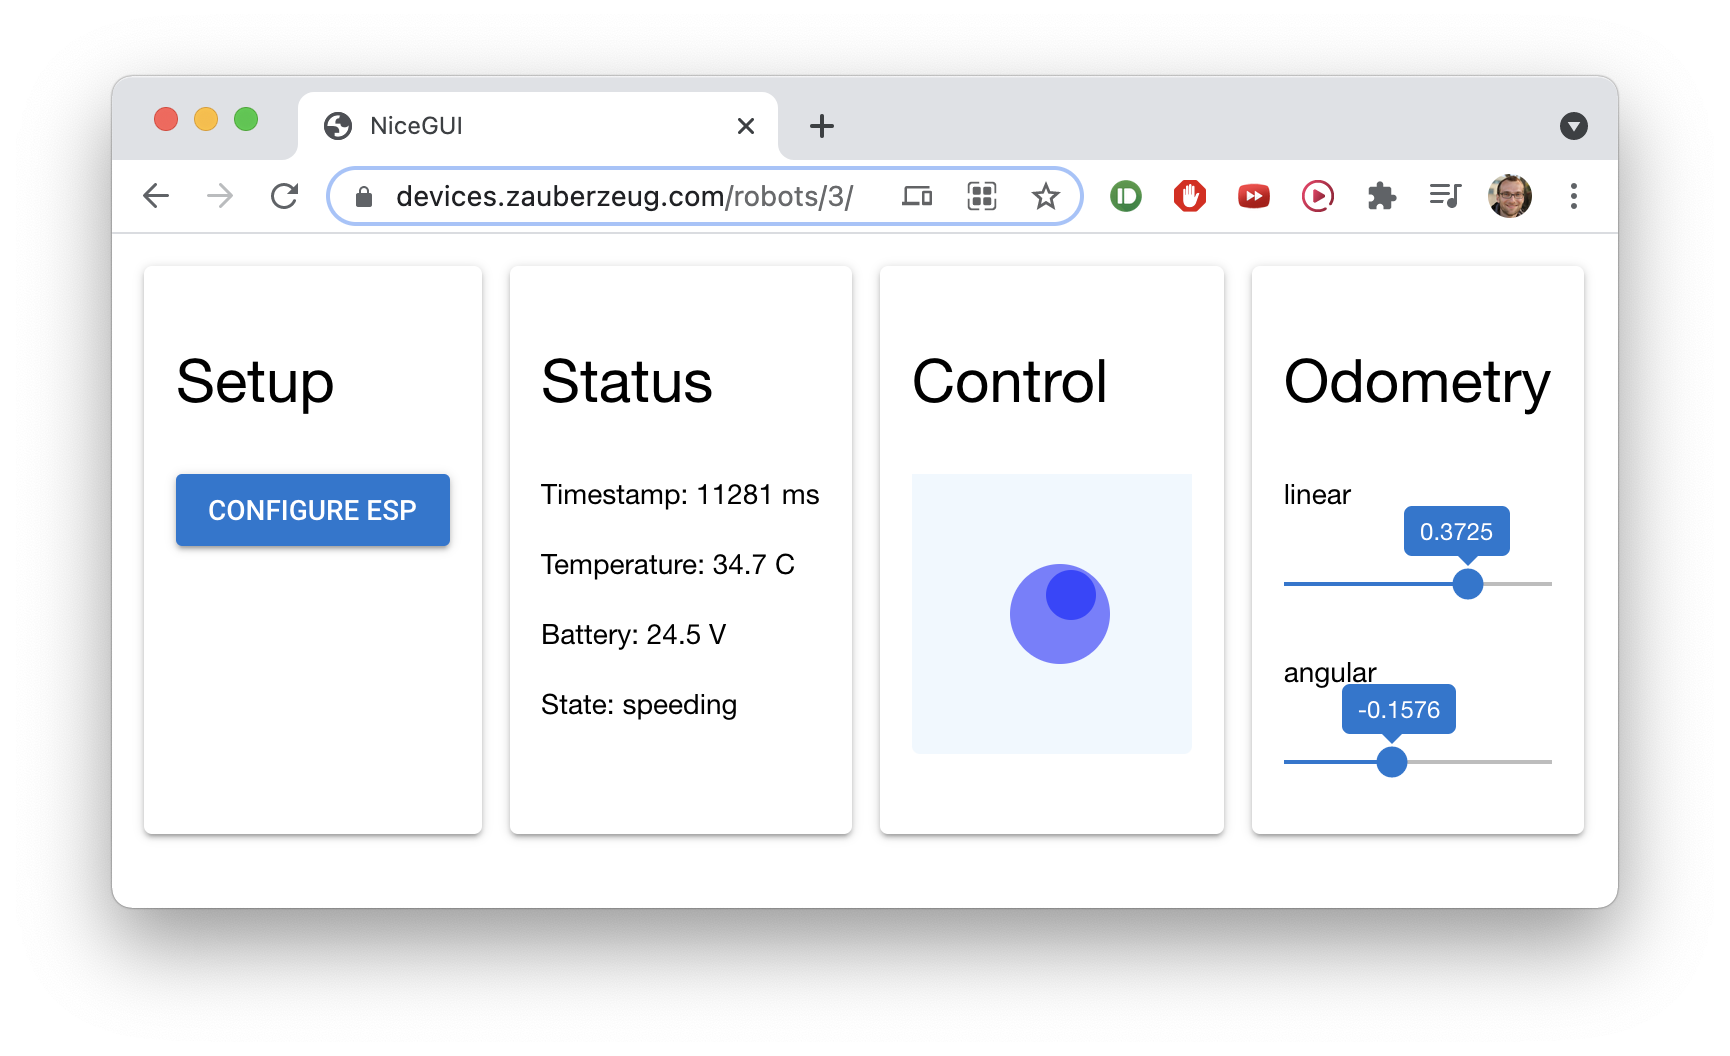 NiceGUI
devices.zauberzeug.com/robots/3/
Setup
CONFIGURE ESP
Status
Timestamp: 11281 ms
Temperature: 34.7 C
Battery: 24.5 V
State: speeding
Control
Odometry
linear
0.3725
angular
-0.1576